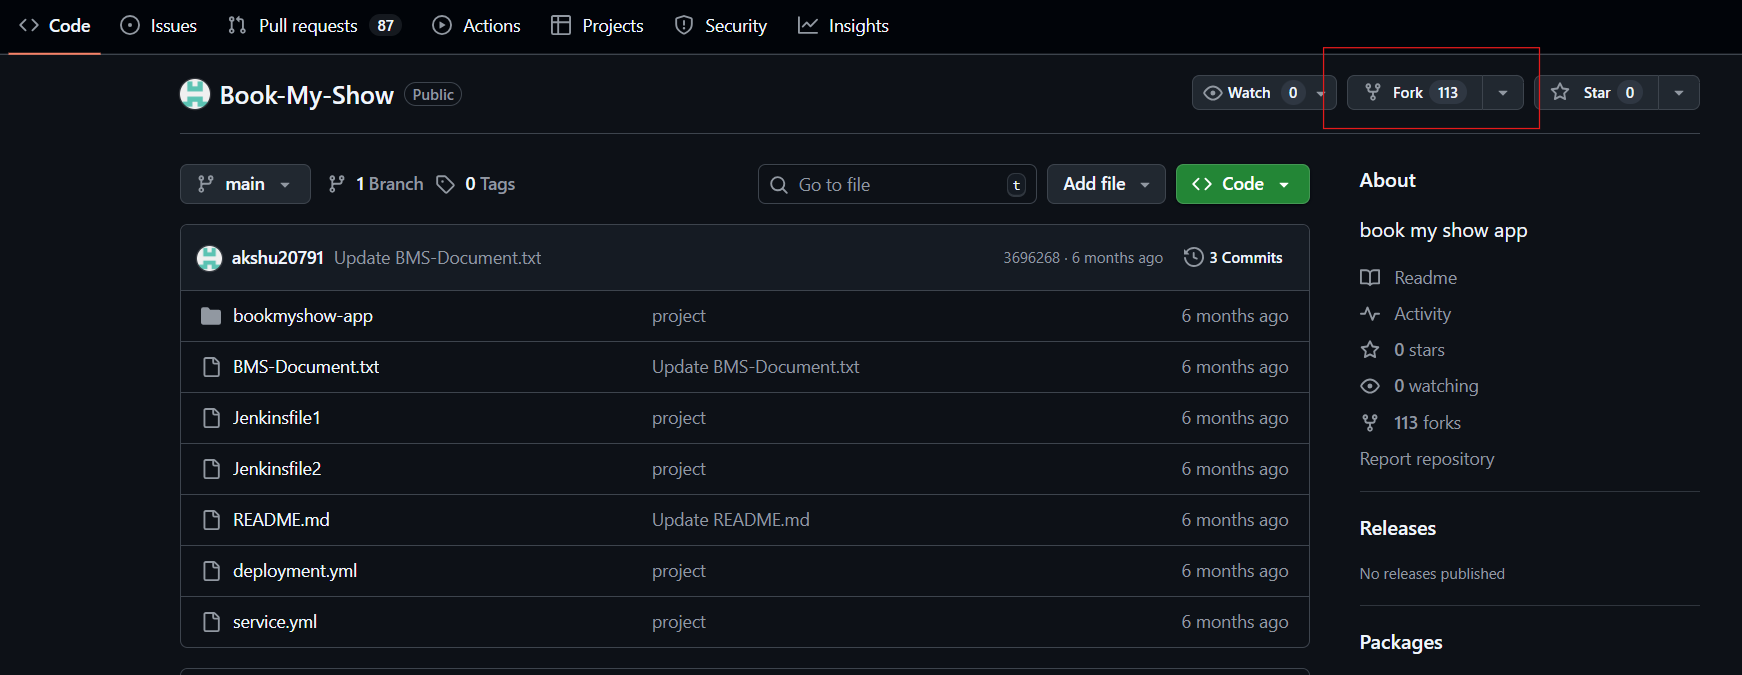 Code Issues Pull requests 87 Actions Projects Security Insights
Book-My-Show Public Watch 0 Fork 113 Star 0
main 1 Branch 0 Tags Go to file t Add file Code
akshu20791 Update BMS-Document.txt 3696268 · 6 months ago 3 Commits
bookmyshow-app project 6 months ago
BMS-Document.txt Update BMS-Document.txt 6 months ago
Jenkinsfile1 project 6 months ago
Jenkinsfile2 project 6 months ago
README.md Update README.md 6 months ago
deployment.yml project 6 months ago
service.yml project 6 months ago
About
book my show app
Readme
Activity
0 stars
0 watching
113 forks
Report repository
Releases
No releases published
Packages